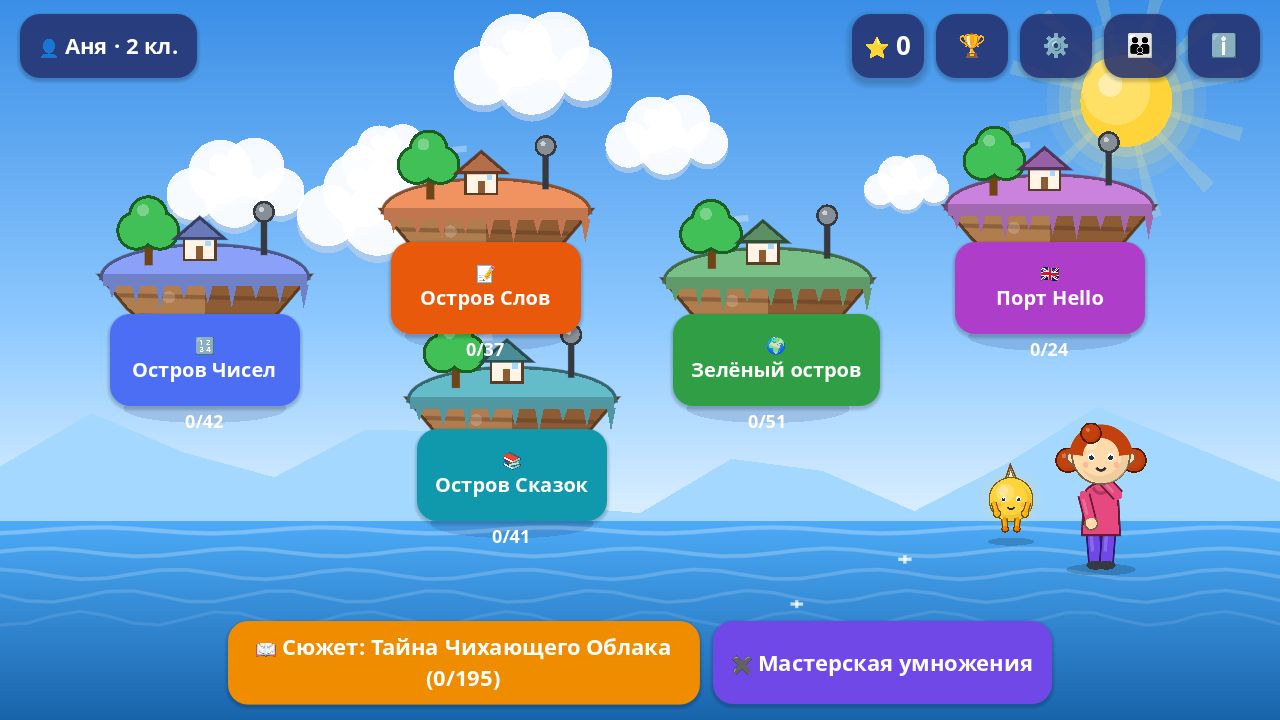 Аня · 2 кл.
0
Остров Слов
0/37
Порт Hello
0/24
Остров Чисел
0/42
Зелёный остров
0/51
Остров Сказок
0/41
Сюжет: Тайна Чихающего Облака
(0/195)
Мастерская умножения